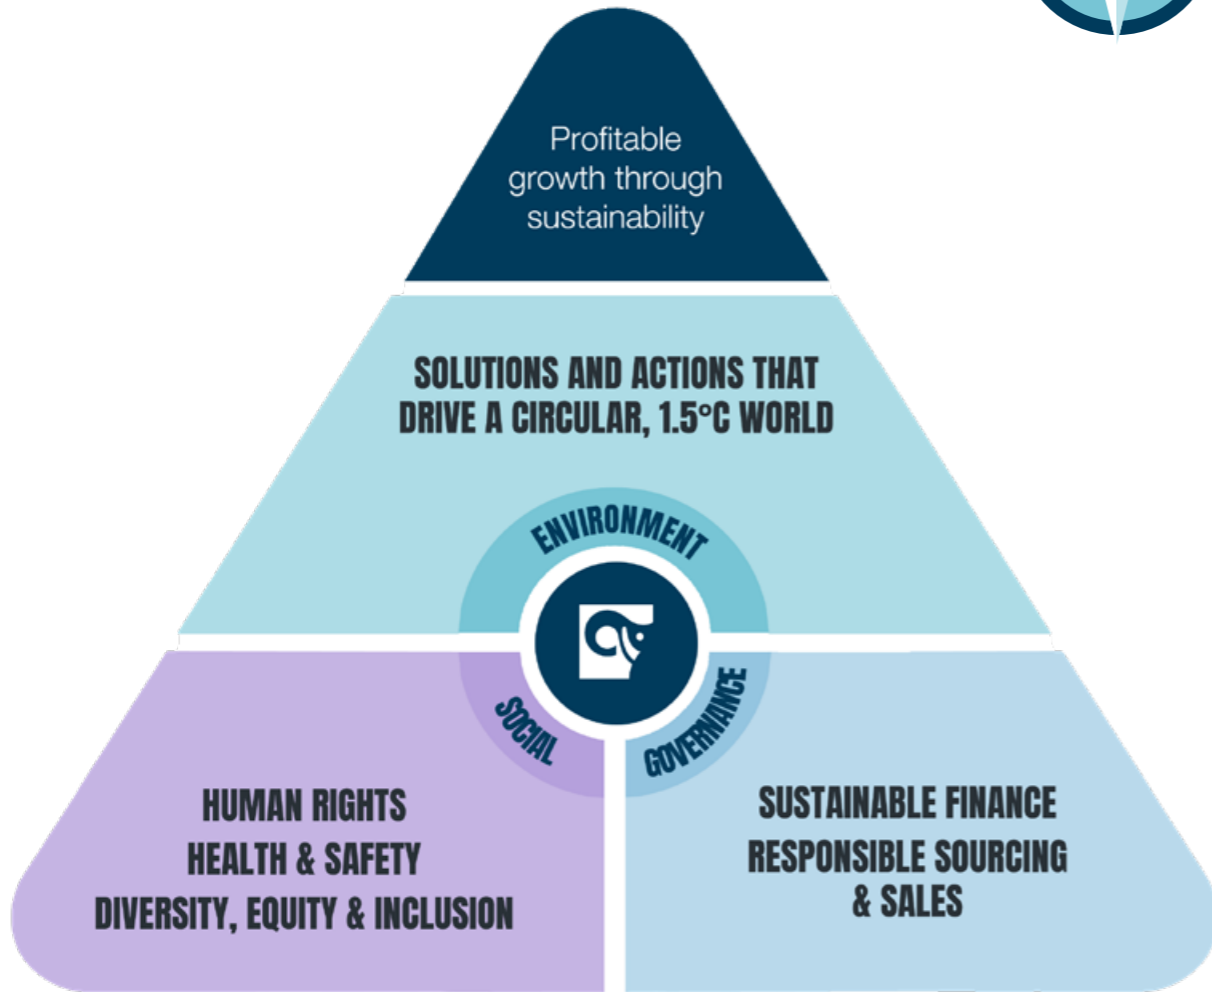 Profitable
growth through
sustainability
SOLUTIONS AND ACTIONS THAT
DRIVE A CIRCULAR, 1.5°C WORLD
ENVIRONMENT
SOCIAL
GOVERNANCE
HUMAN RIGHTS
HEALTH & SAFETY
DIVERSITY, EQUITY & INCLUSION
SUSTAINABLE FINANCE
RESPONSIBLE SOURCING
& SALES